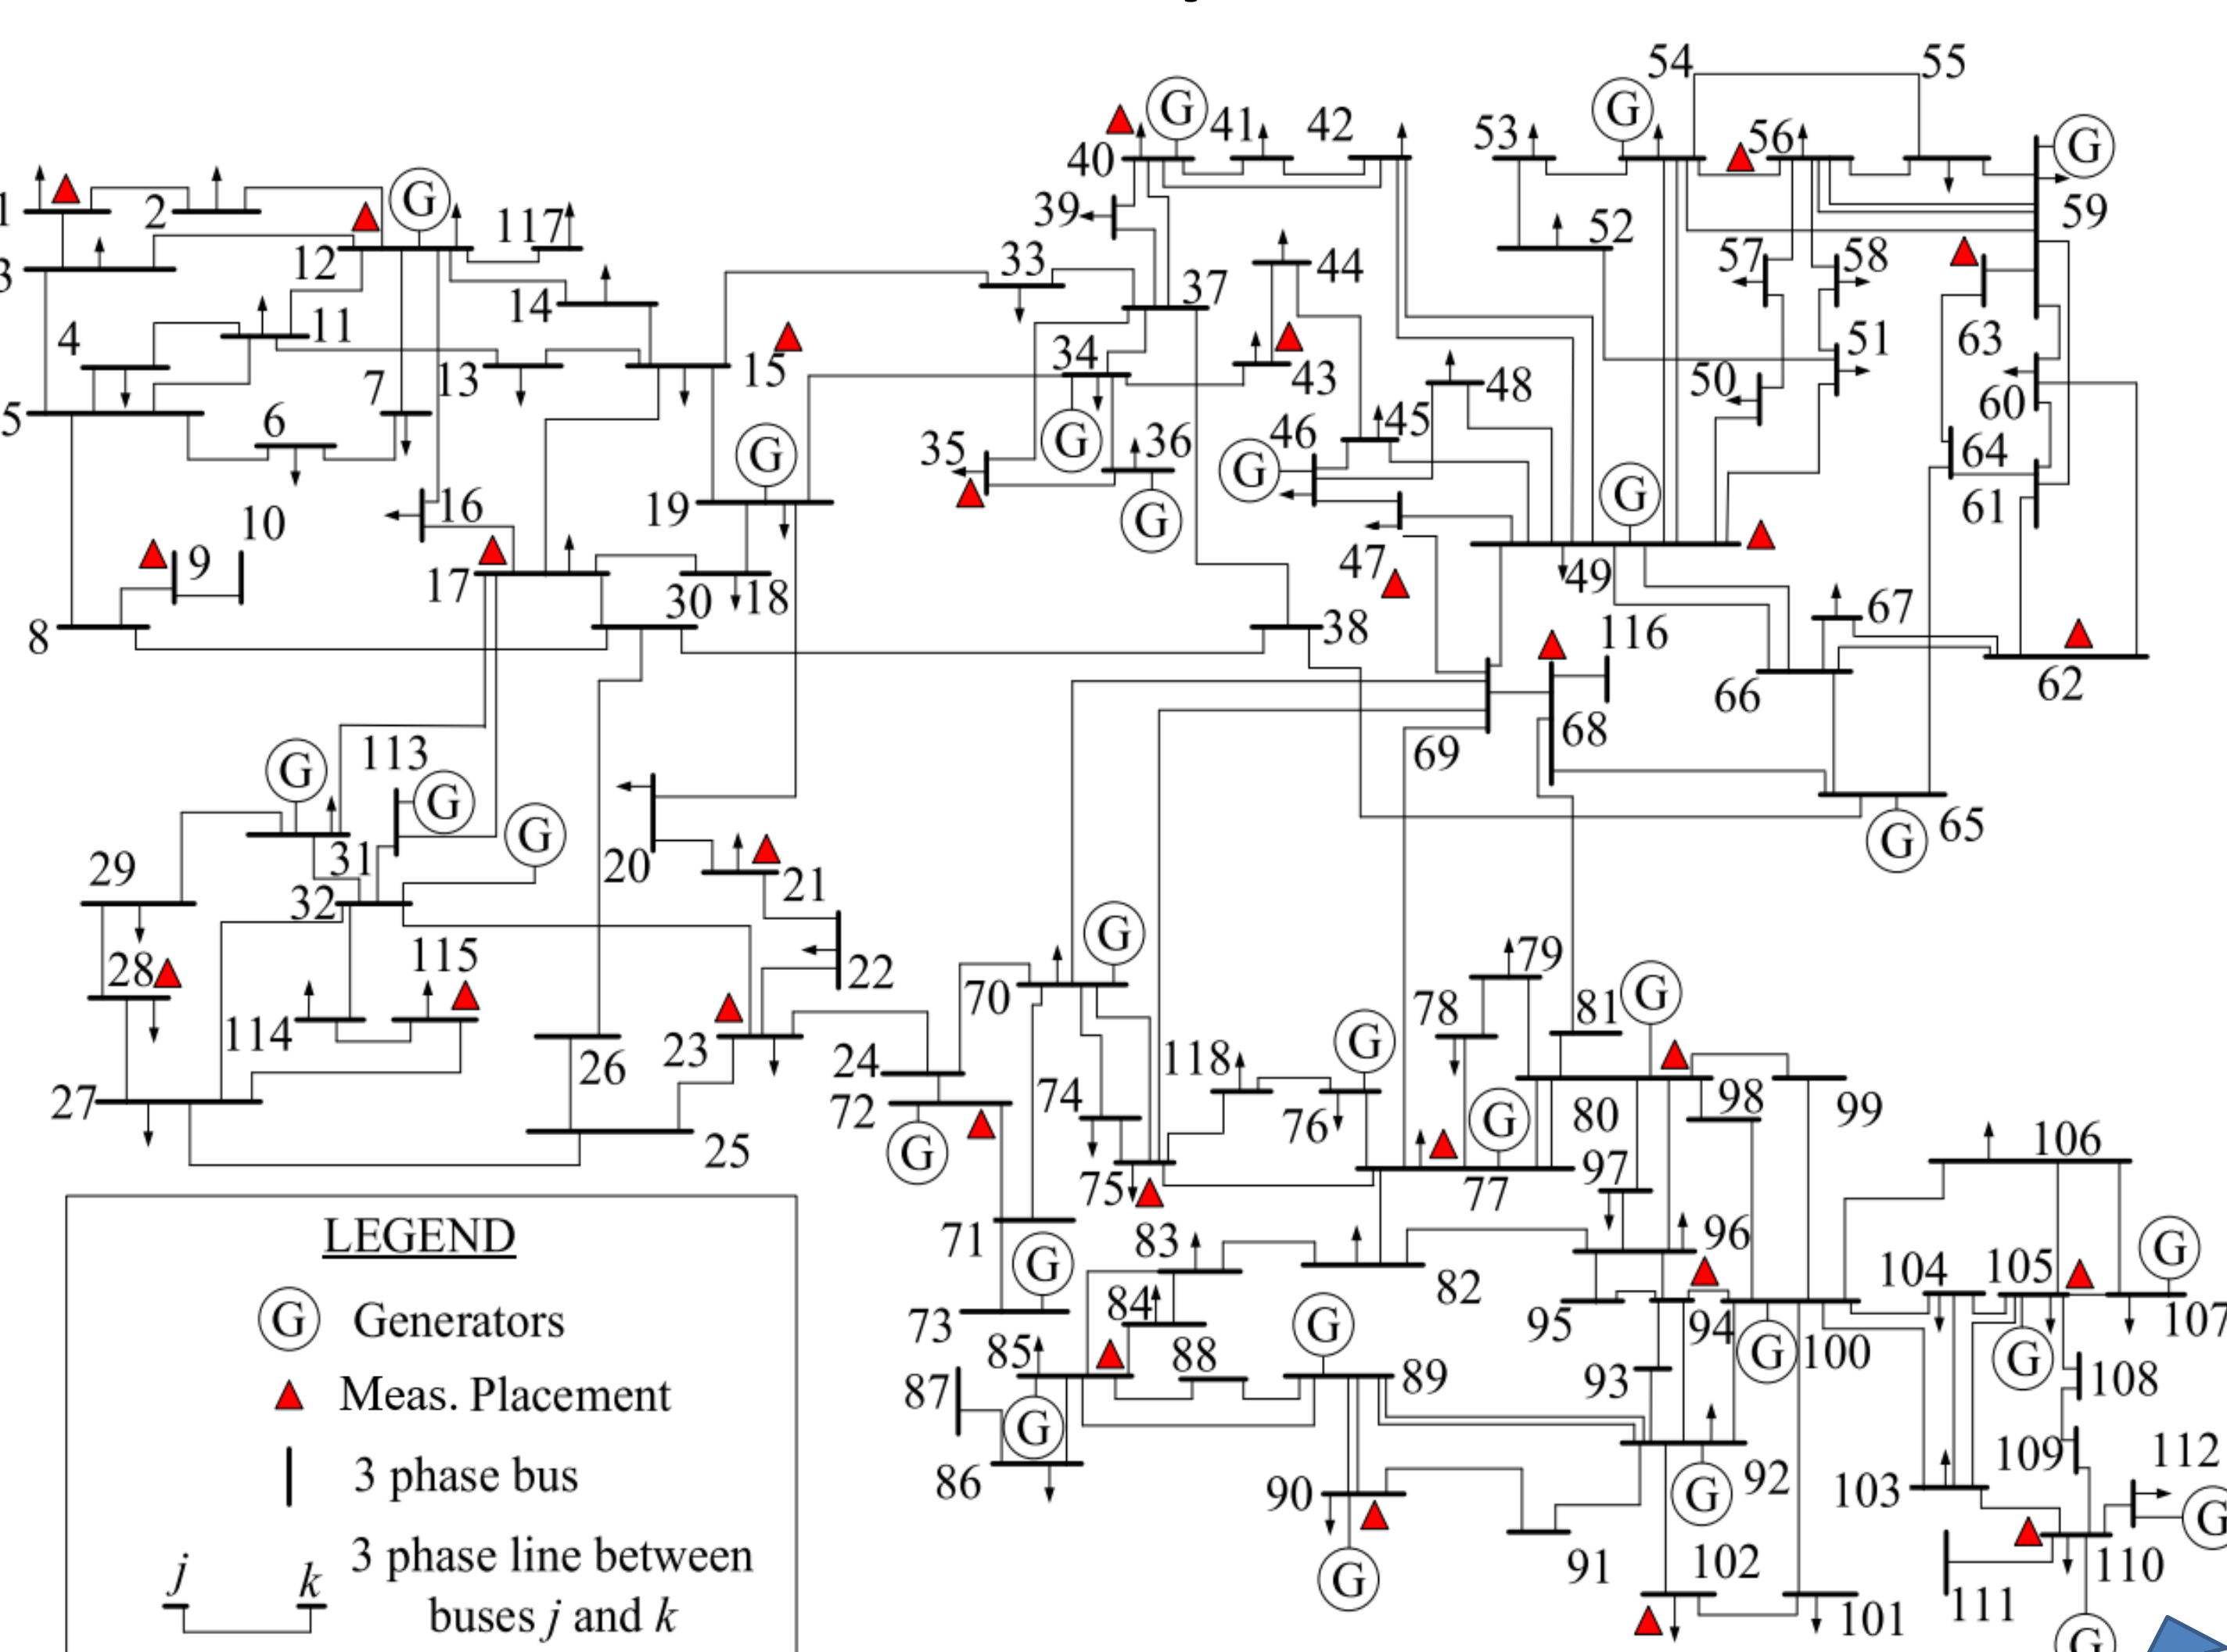 54 55
G G
40 41 42 53 56 G
1 2 G 117 39 52 59
3 12 33 44 57 58
14 37
4 11 34 43 63
15 51
13 7 48 50 60
5 6 G G 45
35 36 46 64
10 16 19 G G 61
9 17 G 47 49
30 18 67
8 38 116
66 62
68
113 69
G G G 65
31 G
29 20 21
32 G
28 115 22 79
114 70 78 81 G
26 23 24 118 G
27 72 74 76 G 80 98 99
25 G 75 97 106
77
LEGEND
71 83 96 G
G 82 104 105
G Generators 73 84 G 95 94 107
85 88 G 100 G
Meas. Placement 87 G 89 93 108
3 phase bus 86 90 G 92 103 109 112
G
j k 3 phase line between G 91 102 111 110
buses j and k 101 G